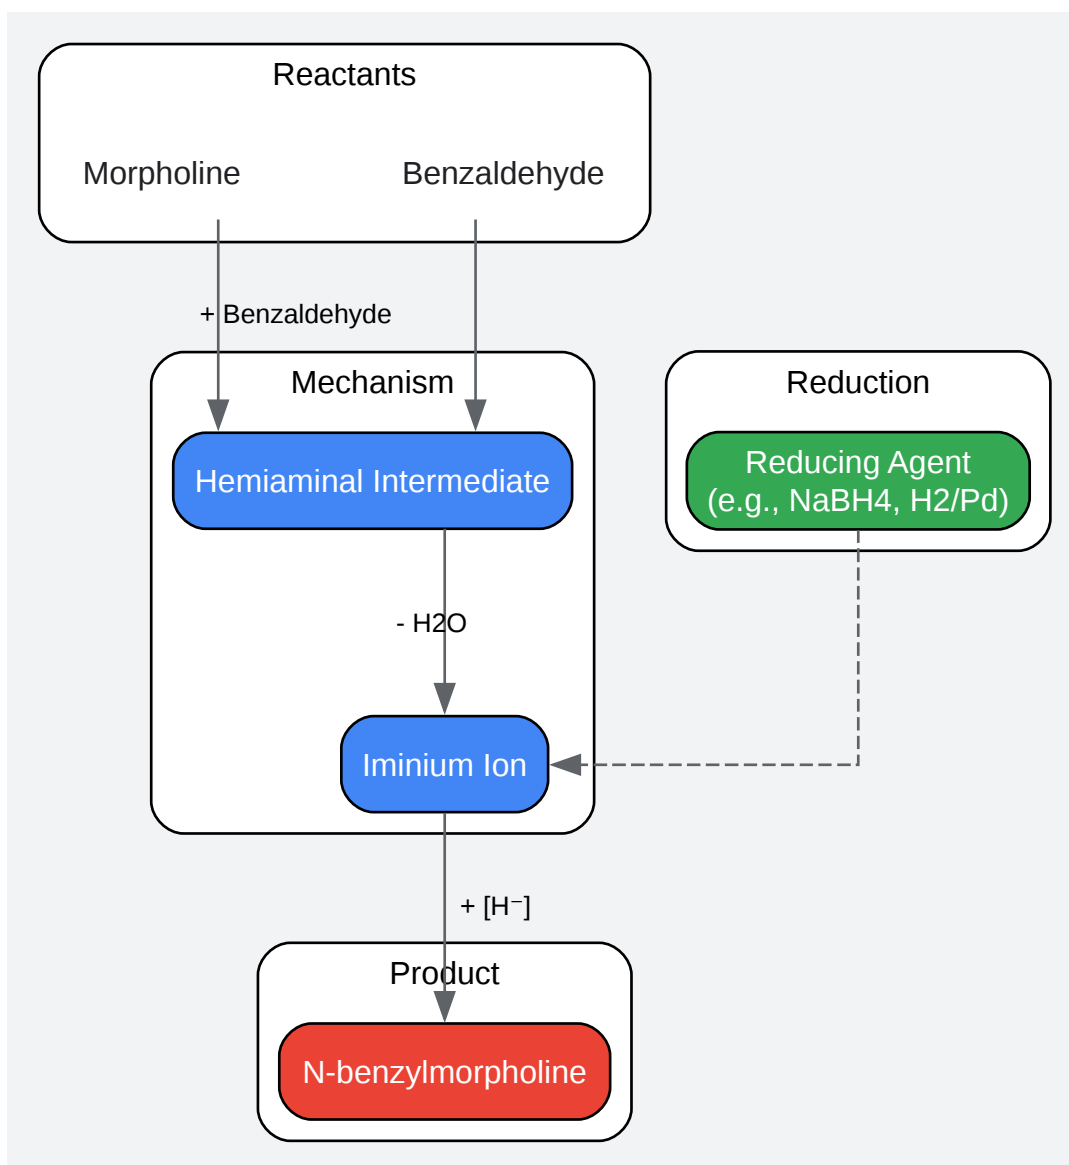 Reactants
Morpholine
Benzaldehyde
+ Benzaldehyde
Mechanism
Hemiaminal Intermediate
Reduction
Reducing Agent
(e.g., NaBH4, H2/Pd)
- H2O
Iminium Ion
+ [H⁻]
Product
N-benzylmorpholine